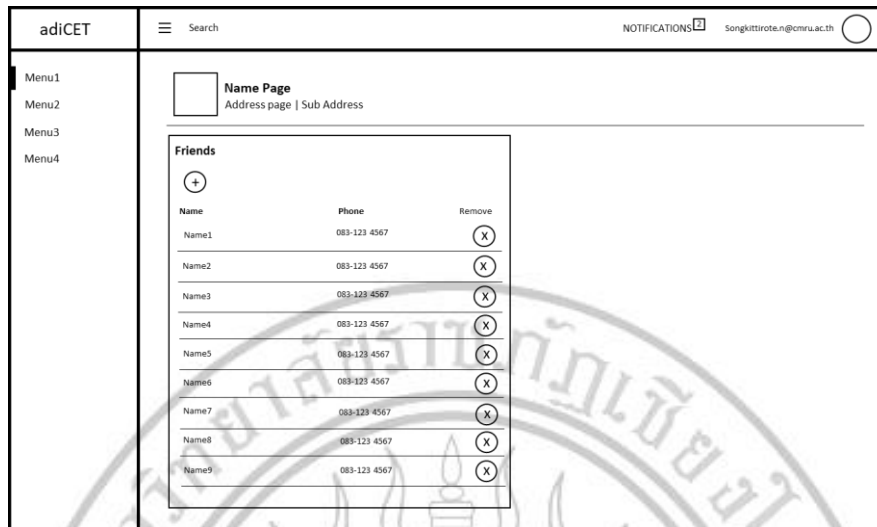 adiCET
Search
NOTIFICATIONS 2
Songkittirote.n@cmru.ac.th
Menu1
Menu2
Menu3
Menu4
Name Page
Address page | Sub Address
Friends
+
Name Phone Remove
Name1 083-123 4567 X
Name2 083-123 4567 X
Name3 083-123 4567 X
Name4 083-123 4567 X
Name5 083-123 4567 X
Name6 083-123 4567 X
Name7 083-123 4567 X
Name8 083-123 4567 X
Name9 083-123 4567 X